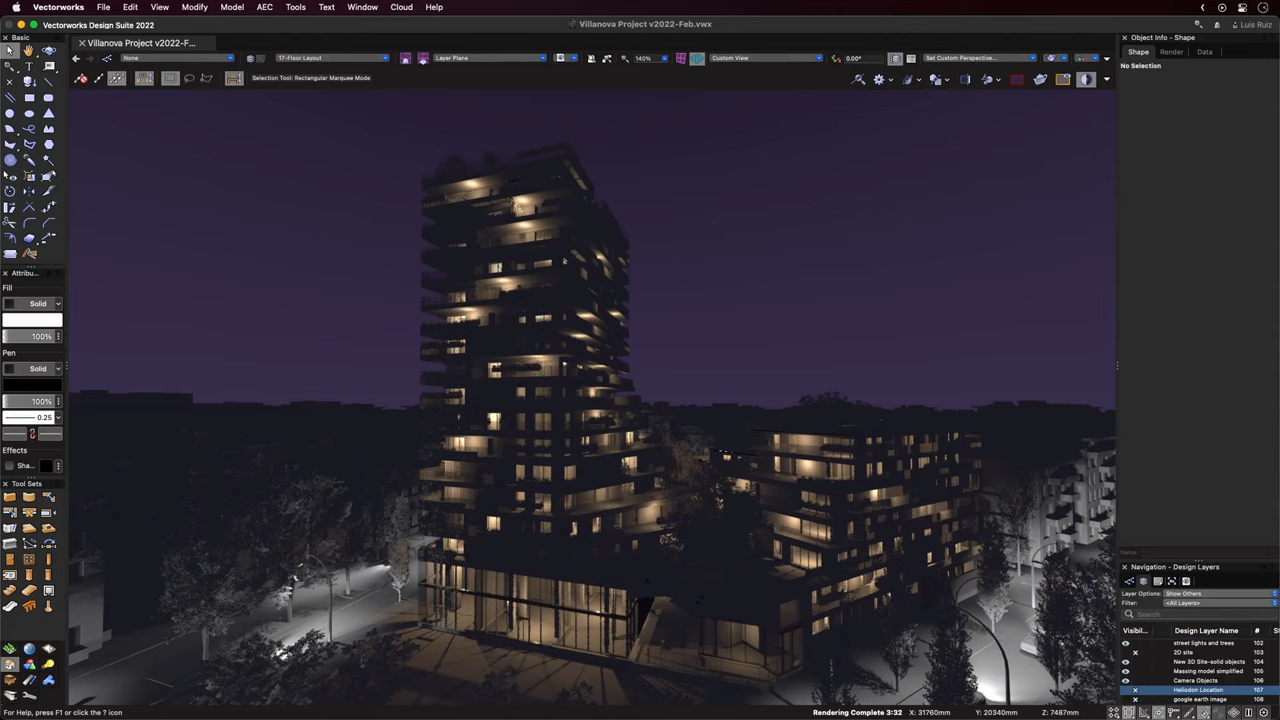 Vectorworks File Edit View Modify Model AEC Tools Text Window Cloud Help
Vectorworks Design Suite 2022
Villanova Project v2022-Feb.vwx
Luis Ruiz
Basic
Villanova Project v2022-F...
None
17-Floor Layout
Layer Plane
140%
Custom View
0.00°
Set Custom Perspective...
Selection Tool: Rectangular Marquee Mode
Object Info - Shape
Shape Render Data
No Selection
Attribu...
Fill
Solid
100%
Pen
Solid
100%
0.25
Effects
Sha...
Tool Sets
Name:
Navigation - Design Layers
Layer Options: Show Others
Filter: <All Layers>
Search
Visibil... Design Layer Name #
street lights and trees 102
2D site 103
New 3D Site-solid objects 104
Massing model simplified 105
Camera Objects 106
Heliodon Location 107
google earth image 108
Help, press F1 or click the ? icon
Rendering Complete 3:32 X: 31760mm Y: 20340mm Z: 7487mm